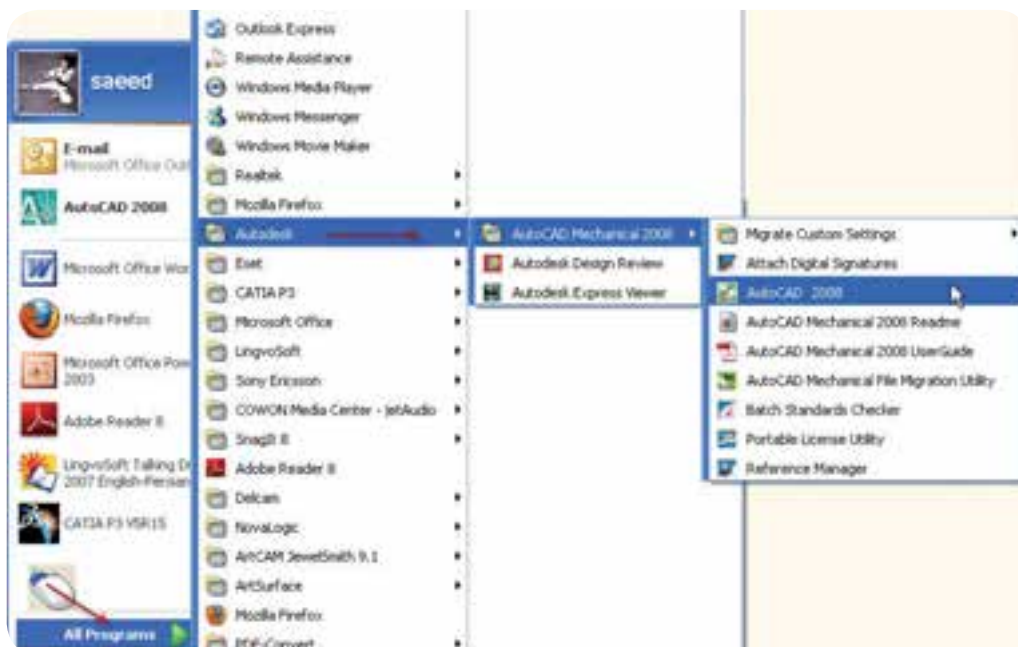 saeed
E-mail
Microsoft Office Out
AutoCAD 2008
Microsoft Office Wor
Mozilla Firefox
Microsoft Office Pow
2003
Adobe Reader 8
LingvoSoft Talking Di
2007 English-Persian
CATIA P3 V5R15
All Programs
Outlook Express
Remote Assistance
Windows Media Player
Windows Messenger
Windows Movie Maker
Realtek
Mozilla Firefox
Autodesk
Eset
CATIA P3
Microsoft Office
LingvoSoft
Sony Ericsson
COWON Media Center - JetAudio
SnagIt 8
Adobe Reader 8
Delcam
NovaLogic
ArtCAM JewelSmith 9.1
ArtSurface
Mozilla Firefox
PDF-Convert
AutoCAD Mechanical 2008
Autodesk Design Review
Autodesk Express Viewer
Migrate Custom Settings
Attach Digital Signatures
AutoCAD 2008
AutoCAD Mechanical 2008 Readme
AutoCAD Mechanical 2008 UserGuide
AutoCAD Mechanical File Migration Utility
Batch Standards Checker
Portable License Utility
Reference Manager